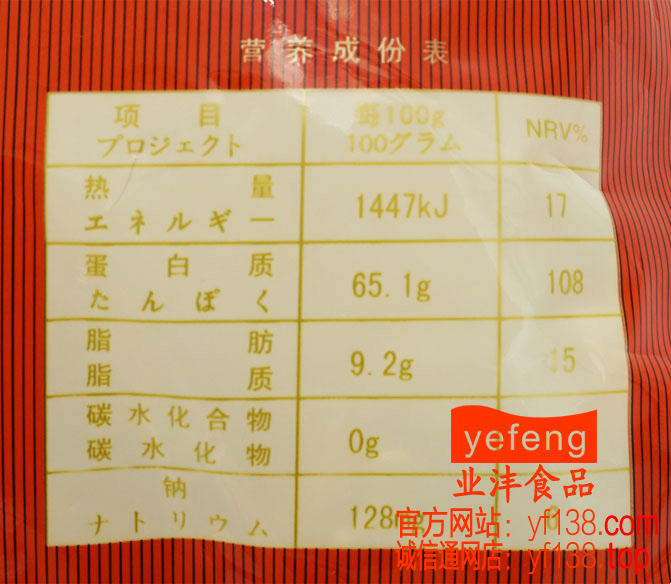 营养成份表
项目 每100g NRV%
プロジェクト 100グラム
热量 1447kJ 17
エネルギー
蛋白质 65.1g 108
たんぱく
脂肪 9.2g 15
脂质
碳水化合物 0g
碳水化物
钠 128mg
ナトリウム
yefeng
业沣食品
官方网站：yf138.com
诚信通网店：yf138.top